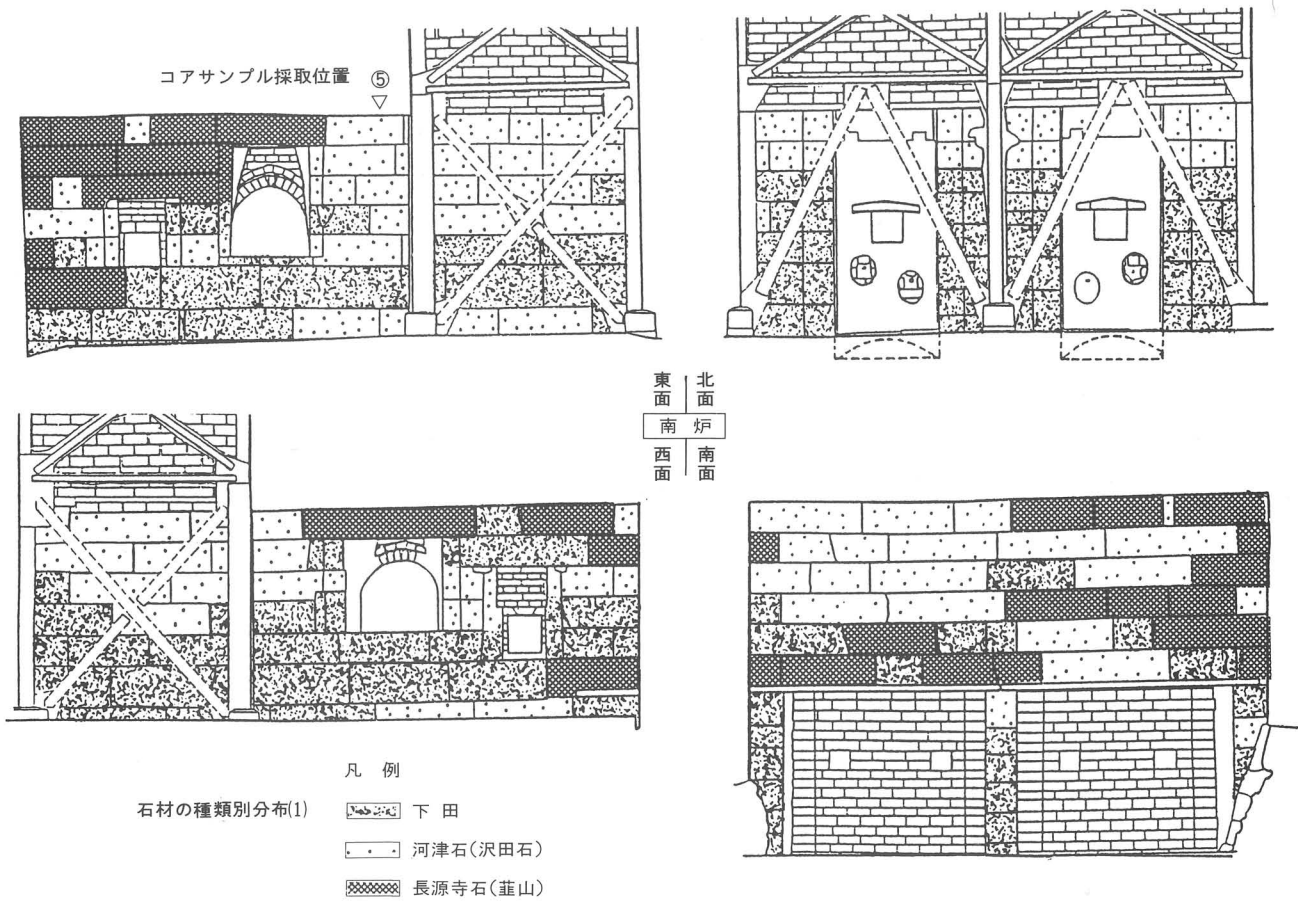 コアサンプル採取位置 ⑤
東面 北面
南炉
西面 南面
凡例
石材の種類別分布(1)
下田
河津石(沢田石)
長源寺石(韮山)